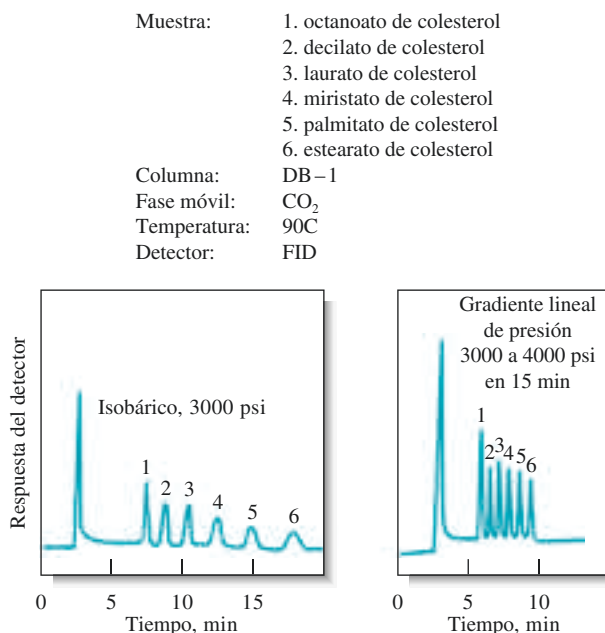 Muestra: 1. octanoato de colesterol
2. decilato de colesterol
3. laurato de colesterol
4. miristato de colesterol
5. palmitato de colesterol
6. estearato de colesterol
Columna: DB–1
Fase móvil: CO₂
Temperatura: 90C
Detector: FID
Respuesta del detector
Isobárico, 3000 psi
1
2
3
4
5
6
0 5 10 15
Tiempo, min
Gradiente lineal
de presión
3000 a 4000 psi
en 15 min
1
2
3
4
5
6
0 5 10
Tiempo, min